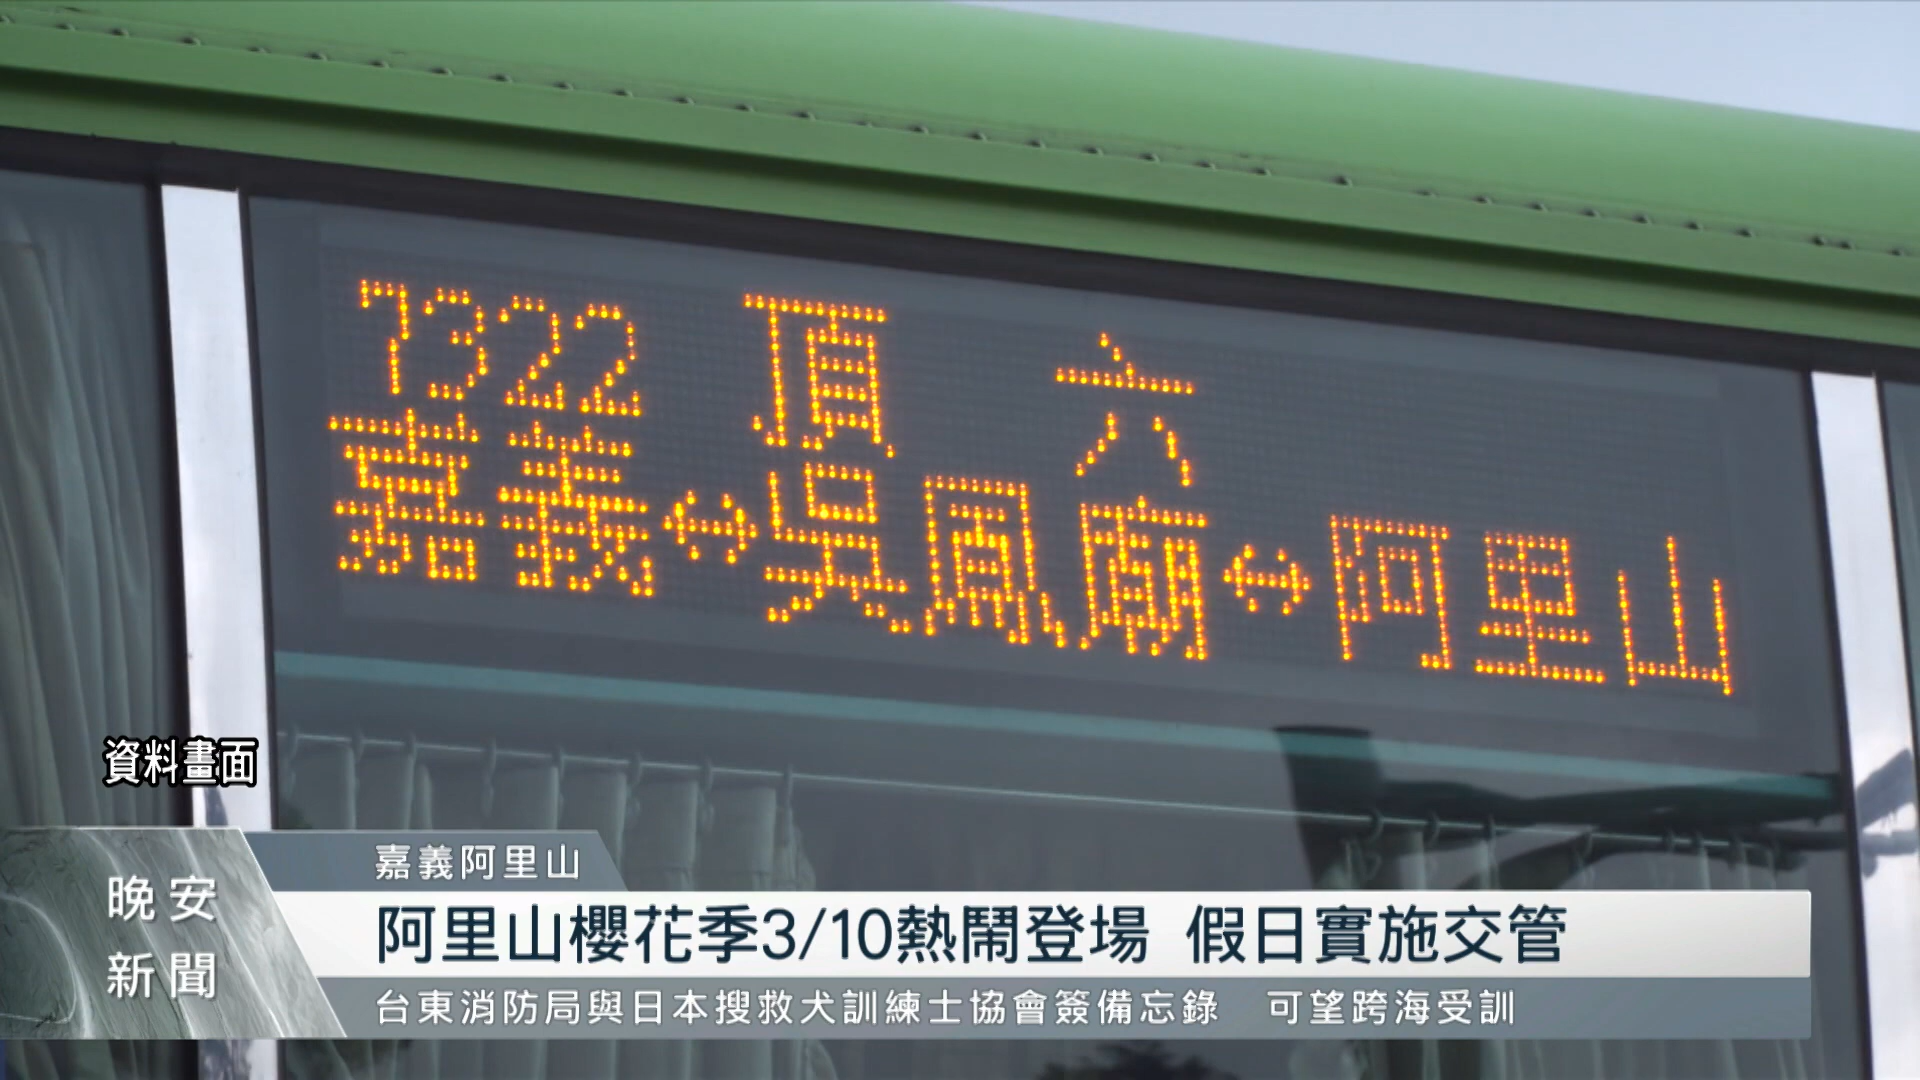 7322 頂六
嘉義↔吳鳳廟↔阿里山
資料畫面
嘉義阿里山
晚安
新聞
阿里山櫻花季3/10熱鬧登場 假日實施交管
台東消防局與日本搜救犬訓練士協會簽備忘錄 可望跨海受訓